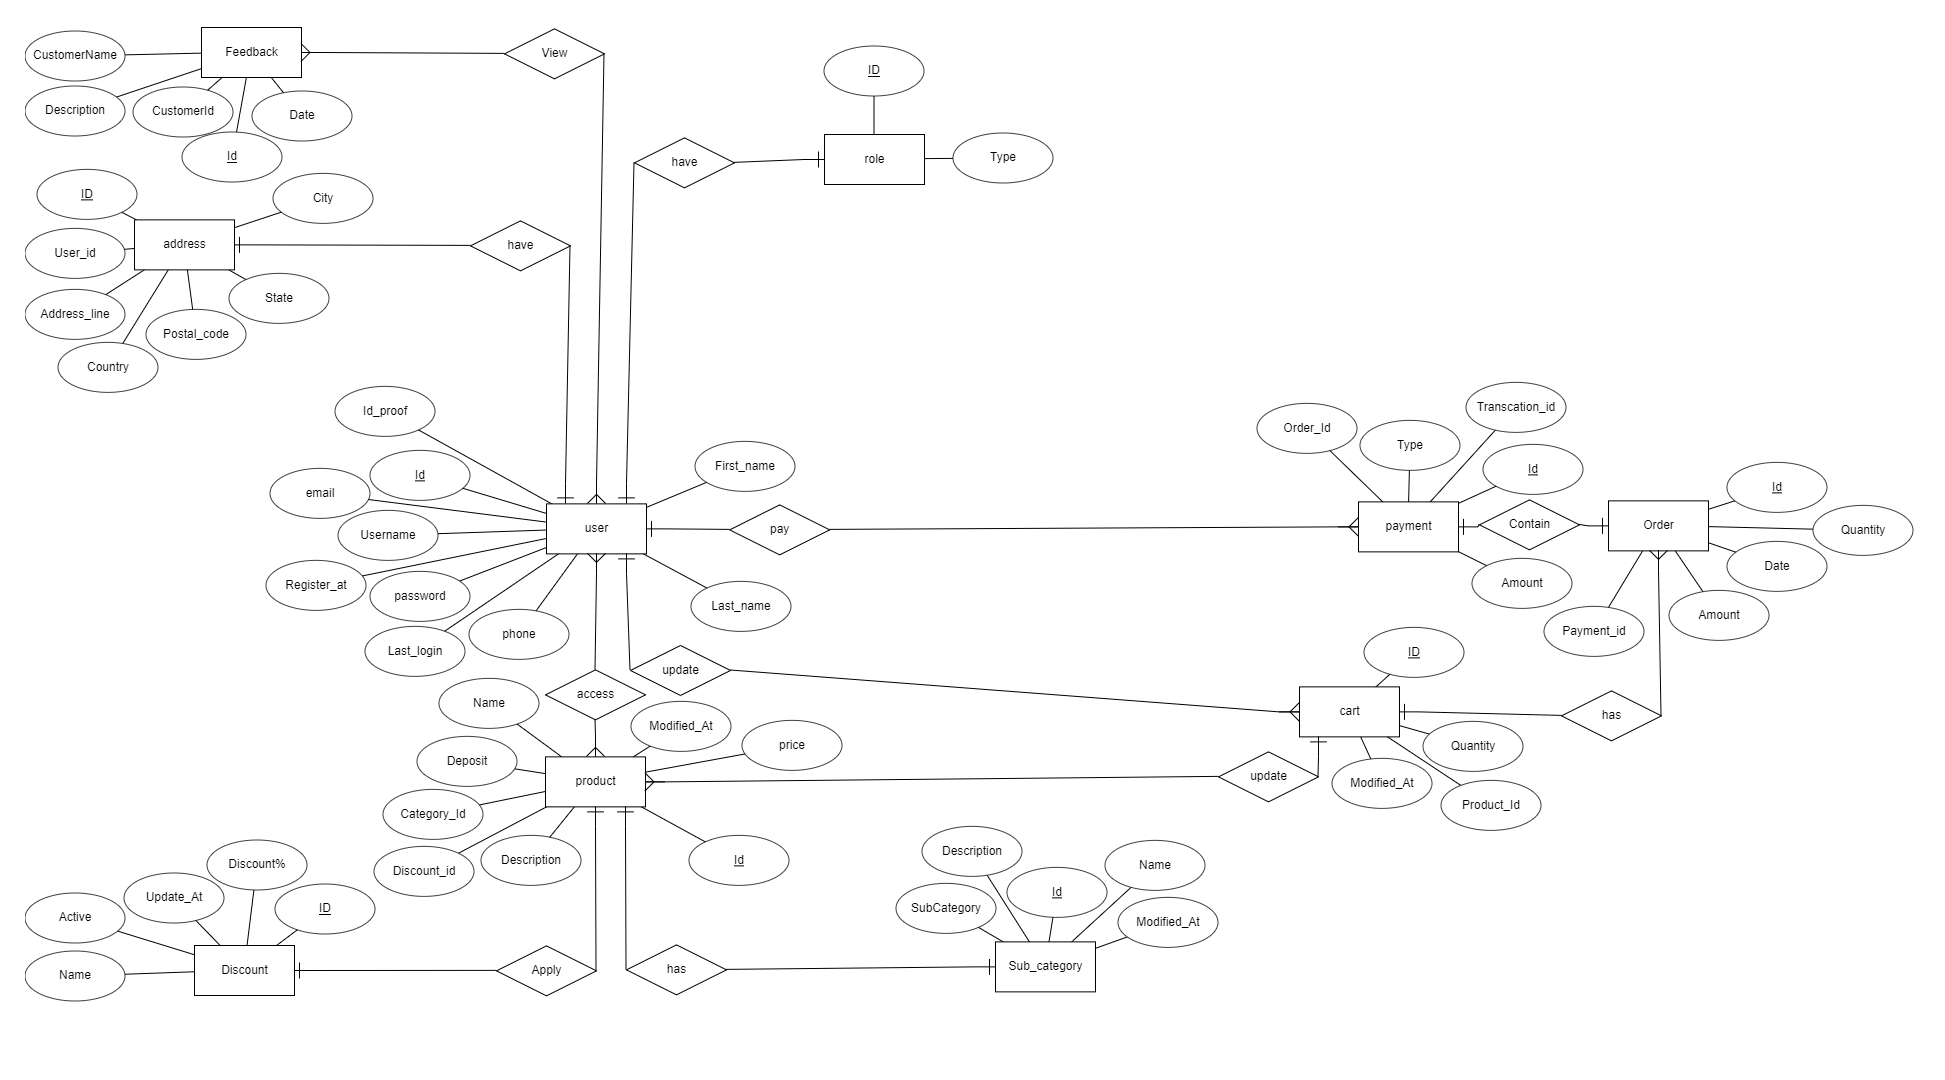 CustomerName
Feedback
View
Description
CustomerId
Date
Id
ID
role
Type
have
ID
City
User_id
address
have
State
Address_line
Postal_code
Country
Id_proof
Id
email
Username
Register_at
password
Last_login
phone
user
First_name
pay
Last_name
Order_Id
Type
Transcation_id
Id
payment
Contain
Amount
Order
Id
Quantity
Date
Amount
Payment_id
update
access
ID
cart
has
Quantity
Modified_At
Product_Id
update
Name
Modified_At
price
Deposit
product
Category_Id
Discount_id
Description
Id
Discount%
Update_At
ID
Active
Name
Discount
Apply
has
Description
Id
Name
SubCategory
Modified_At
Sub_category